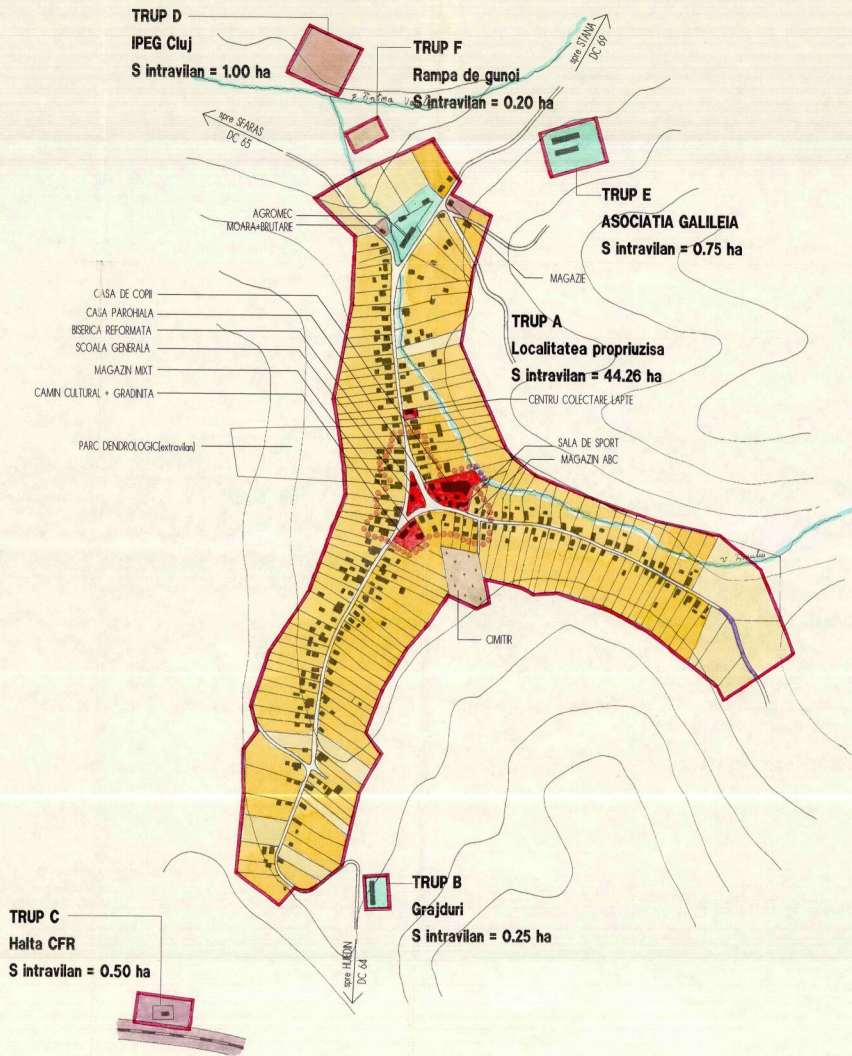 TRUP D
IPEG Cluj
S intravilan = 1.00 ha
TRUP F
Rampa de gunoi
S intravilan = 0.20 ha
spre STANA
DC 69
spre SFARAS
DC 65
TRUP E
ASOCIATIA GALILEIA
S intravilan = 0.75 ha
AGROMEC
MOARA+BRUTARIE
MAGAZIE
CASA DE COPII
CASA PAROHIALA
BISERICA REFORMATA
SCOALA GENERALA
MAGAZIN MIXT
CAMIN CULTURAL + GRADINITA
PARC DENDROLOGIC(extravilan)
TRUP A
Localitatea propriuzisa
S intravilan = 44.26 ha
CENTRU COLECTARE LAPTE
SALA DE SPORT
MAGAZIN ABC
CIMITIR
TRUP B
Grajduri
S intravilan = 0.25 ha
spre HUEDIN
DC 64
TRUP C
Halta CFR
S intravilan = 0.50 ha